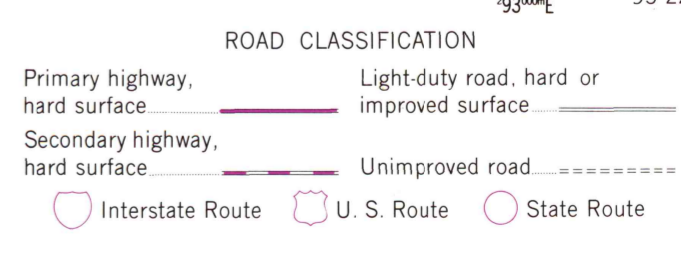 ²93⁰⁰⁰ᵐE
ROAD CLASSIFICATION
Primary highway,
hard surface
Light-duty road, hard or
improved surface
Secondary highway,
hard surface
Unimproved road
Interstate Route
U. S. Route
State Route